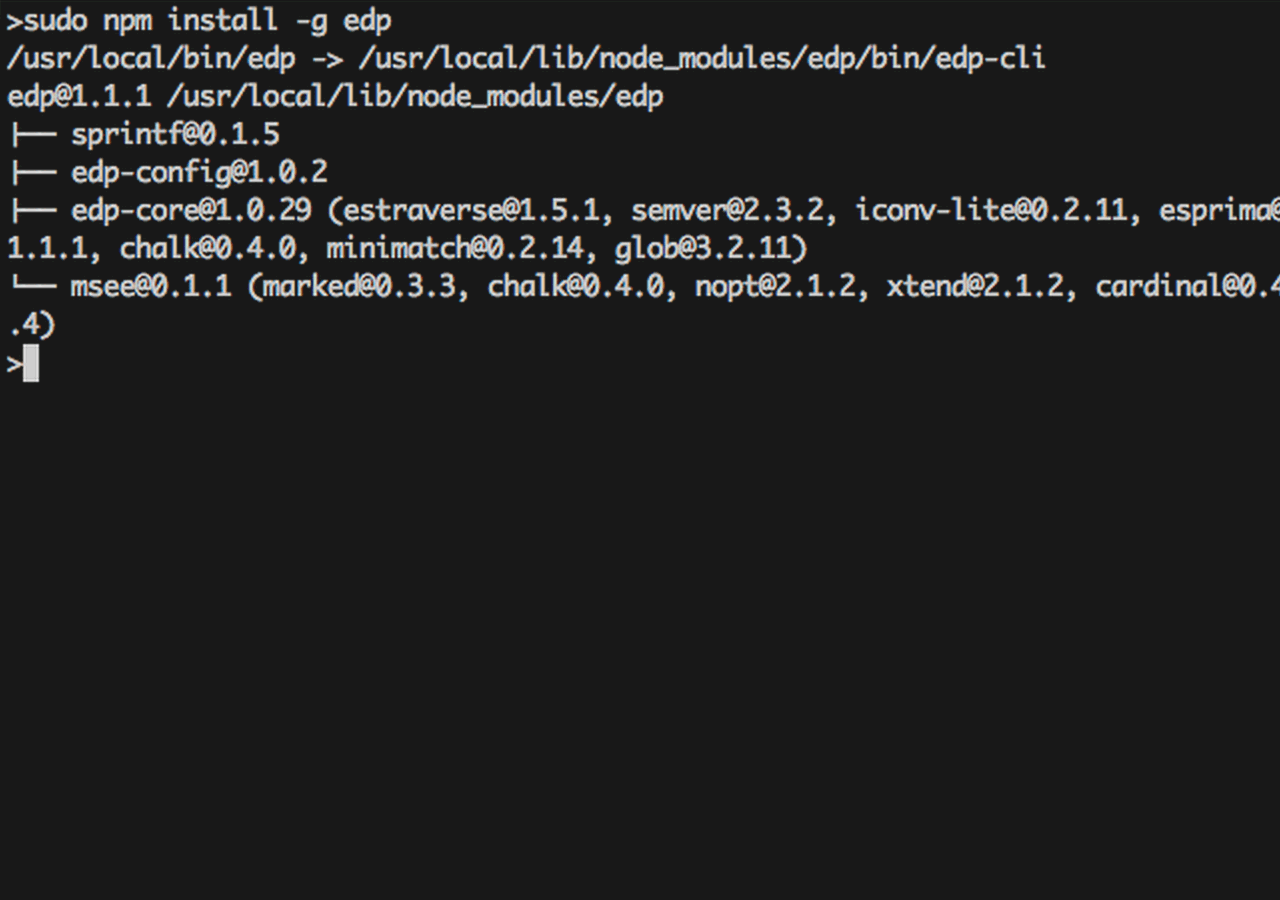 >sudo npm install -g edp
/usr/local/bin/edp -> /usr/local/lib/node_modules/edp/bin/edp-cli
edp@1.1.1 /usr/local/lib/node_modules/edp
├── sprintf@0.1.5
├── edp-config@1.0.2
├── edp-core@1.0.29 (estraverse@1.5.1, semver@2.3.2, iconv-lite@0.2.11, esprima@
1.1.1, chalk@0.4.0, minimatch@0.2.14, glob@3.2.11)
└── msee@0.1.1 (marked@0.3.3, chalk@0.4.0, nopt@2.1.2, xtend@2.1.2, cardinal@0.4
.4)
>